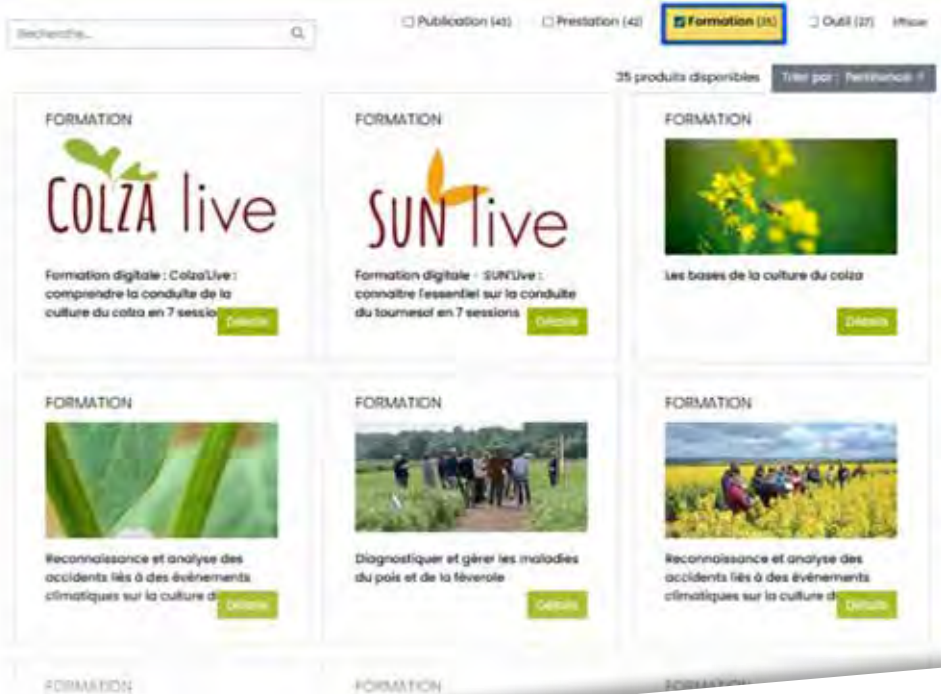 Recherche...
Publication (43)
Prestation (42)
Formation (35)
Outil (27)
Effacer
35 produits disponibles
Trier par : Pertinence
FORMATION
COLZA live
Formation digitale : Colza'Live :
comprendre la conduite de la
culture du colza en 7 sessio
Détails
FORMATION
SUN live
Formation digitale - SUN'Live :
connaitre l'essentiel sur la conduite
du tournesol en 7 sessions
Détails
FORMATION
Les bases de la culture du colza
Détails
FORMATION
Reconnaissance et analyse des
accidents liés à des événements
climatiques sur la culture d
Détails
FORMATION
Diagnostiquer et gérer les maladies
du pois et de la féverole
Détails
FORMATION
Reconnaissance et analyse des
accidents liés à des événements
climatiques sur la culture d
Détails
FORMATION
FORMATION
FORMATION